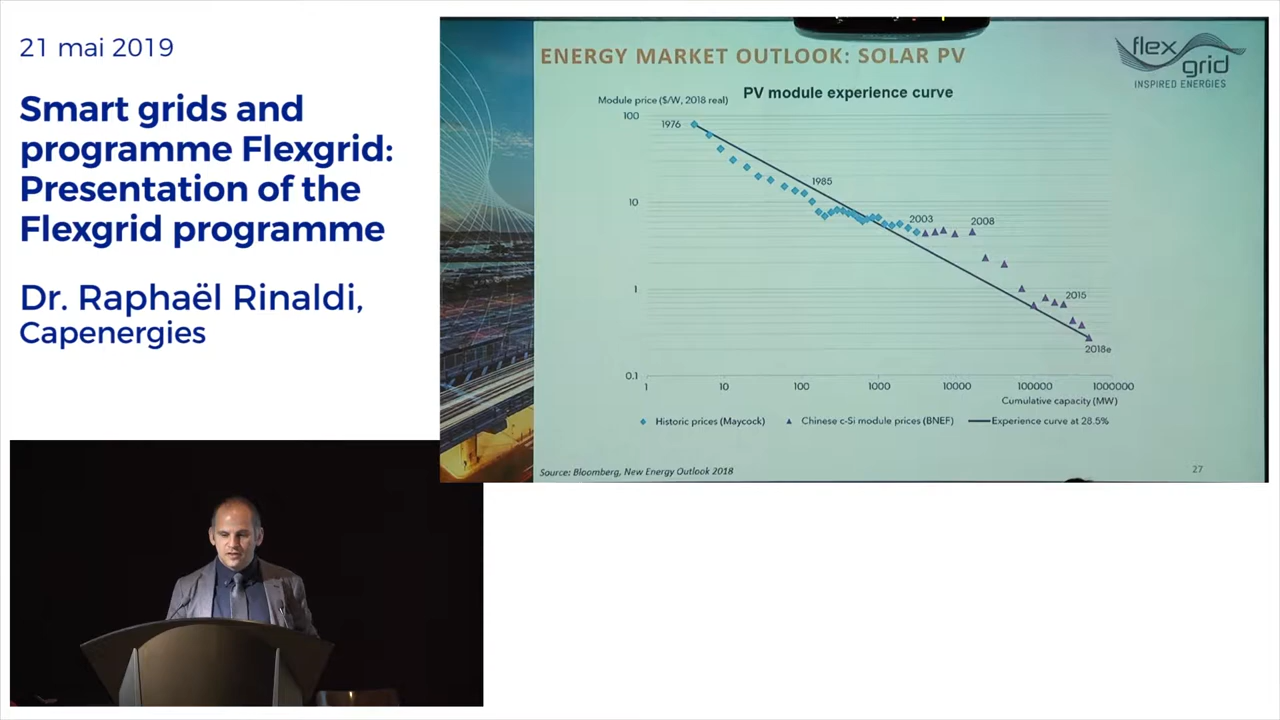 21 mai 2019
Smart grids and
programme Flexgrid:
Presentation of the
Flexgrid programme
Dr. Raphaël Rinaldi,
Capenergies
ENERGY MARKET OUTLOOK: SOLAR PV
flex
grid
INSPIRED ENERGIES
PV module experience curve
Module price ($/W, 2018 real)
100
1976
1985
10
2003
2008
1
2015
2018e
0.1
1
10
100
1000
10000
100000
1000000
Cumulative capacity (MW)
Historic prices (Maycock)
Chinese c-Si module prices (BNEF)
Experience curve at 28.5%
Source: Bloomberg, New Energy Outlook 2018
27